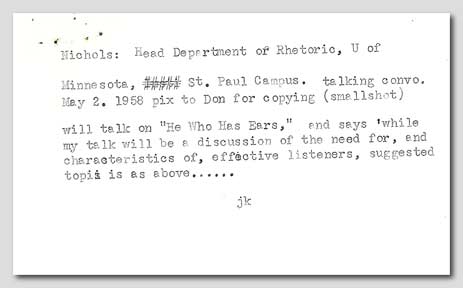 Nichols: Head Department of Rhetoric, U of
Minnesota, ##### St. Paul Campus. talking convo.
May 2. 1958 pix to Don for copying (smallshot)
will talk on "He Who Has Ears," and says 'while
my talk will be a discussion of the need for, and
characteristics of, effective listeners, suggested
topic is as above......
jk